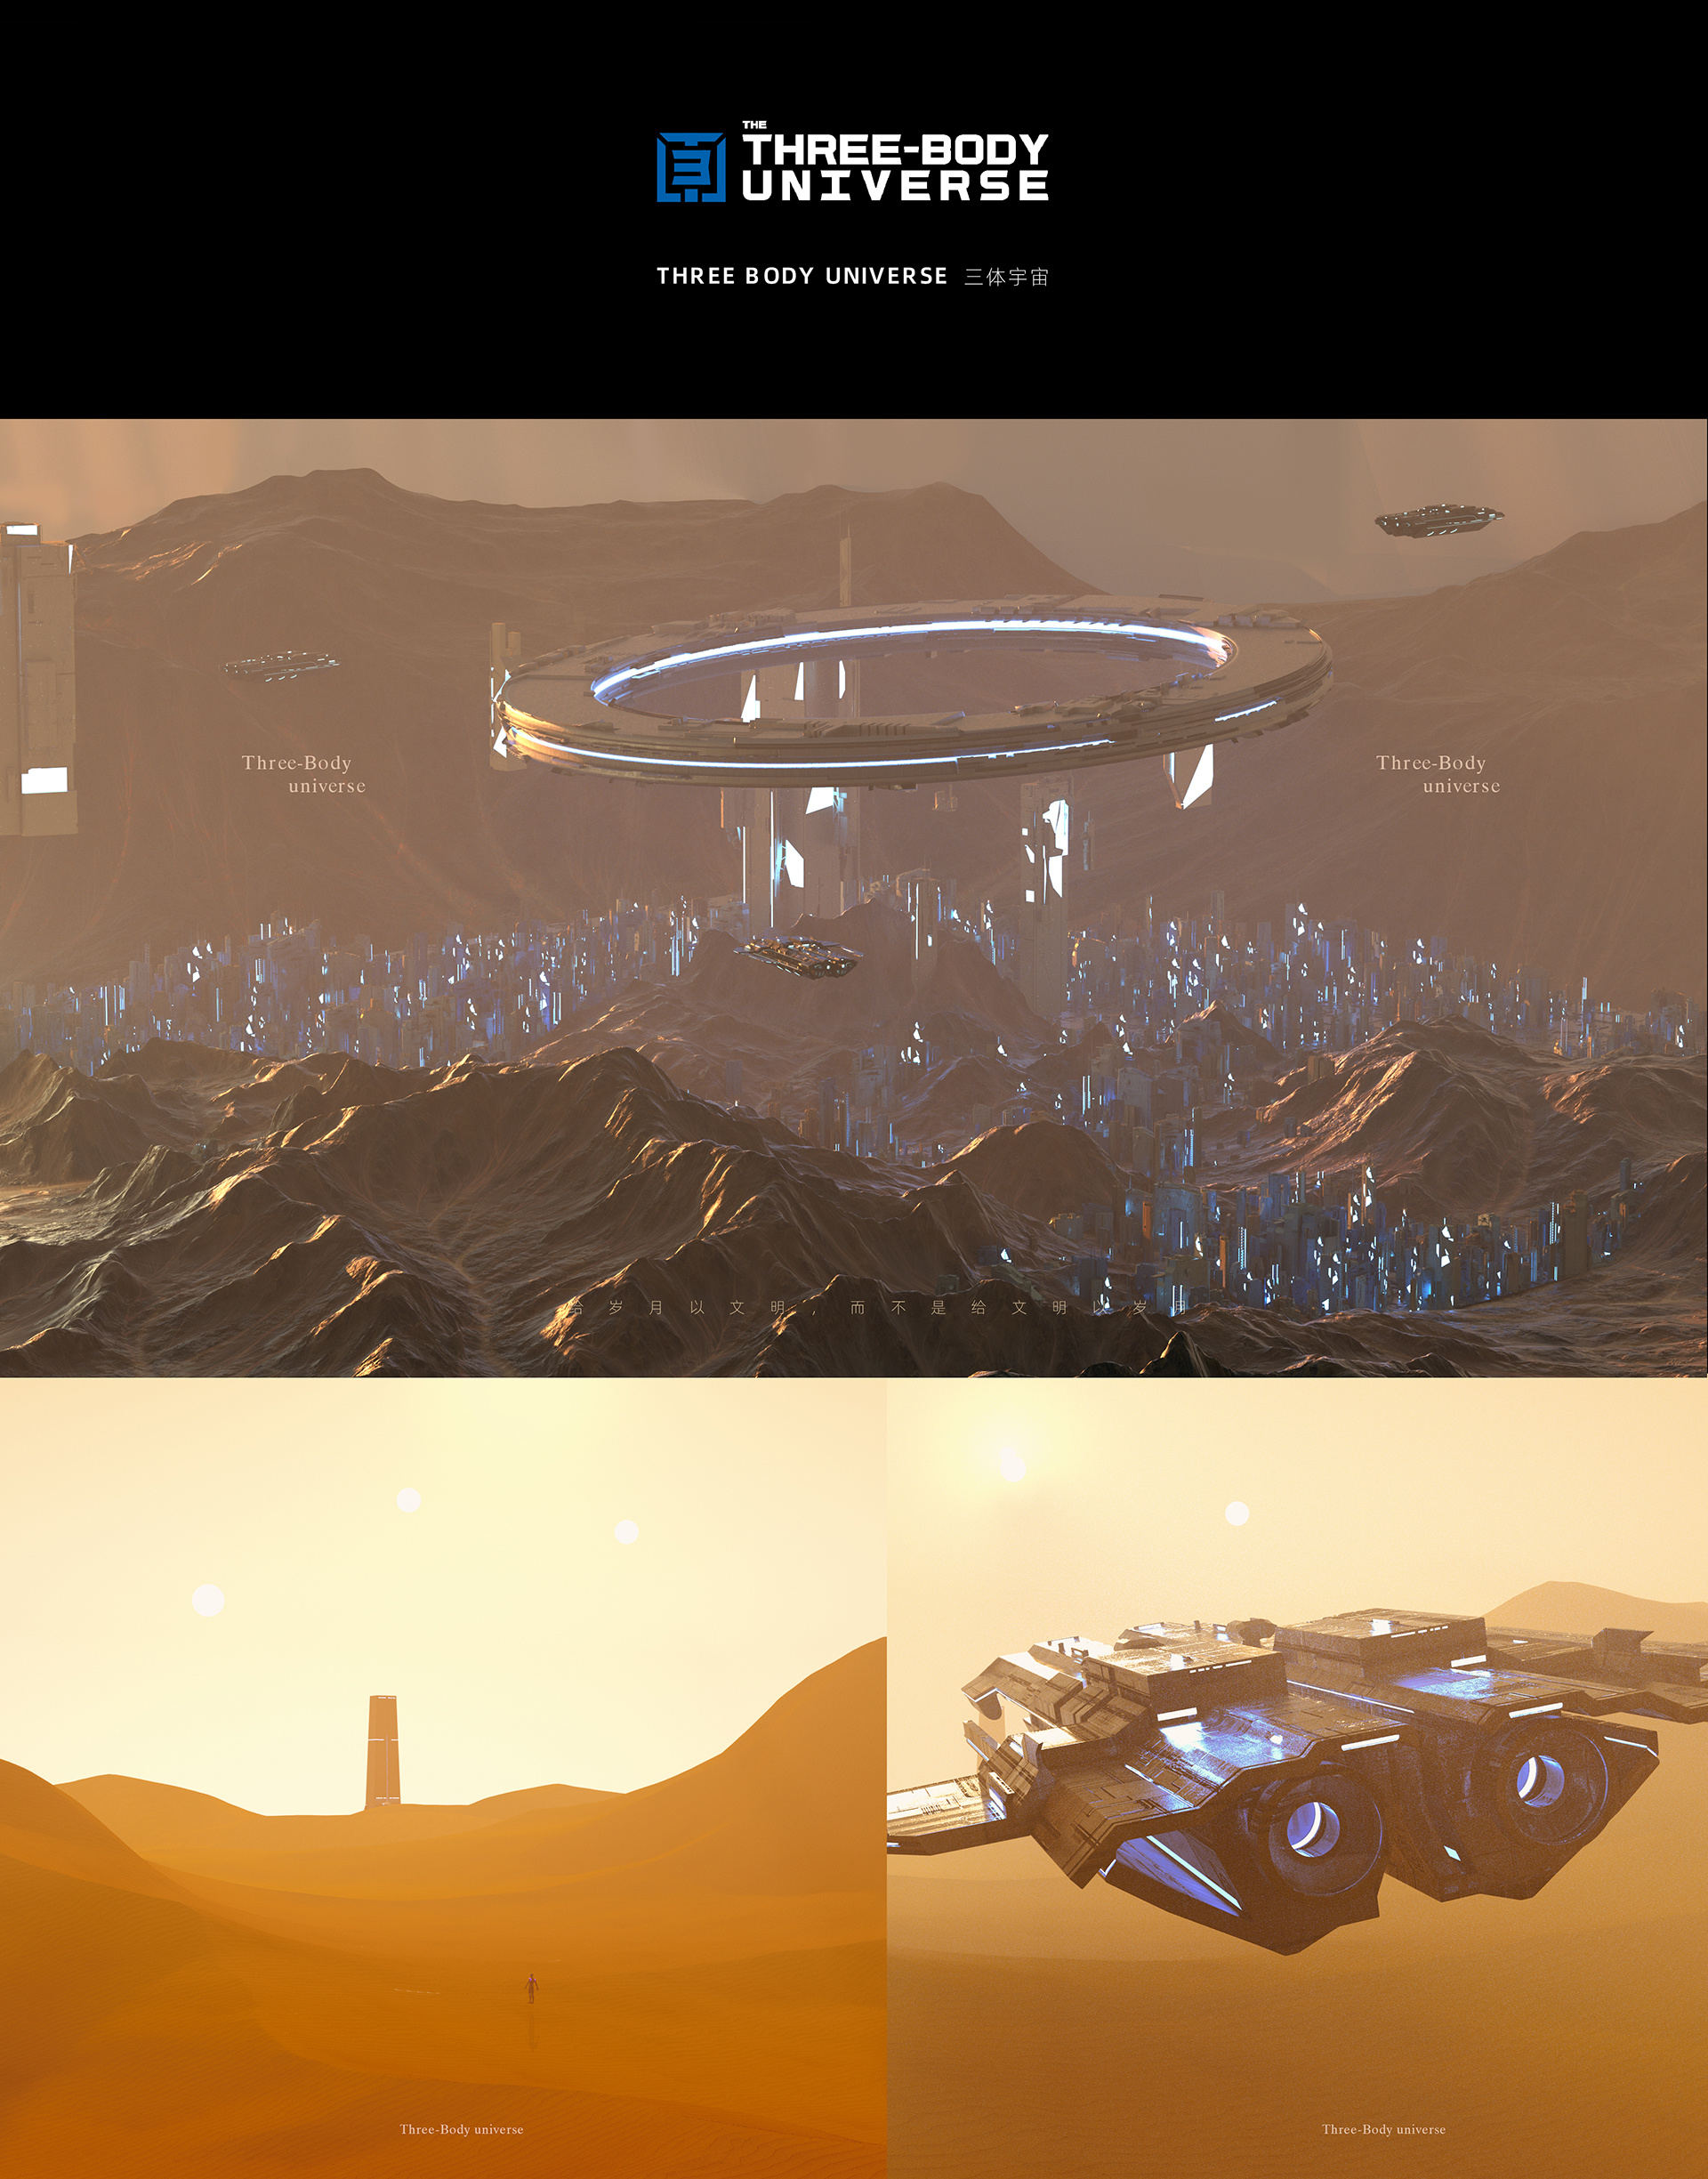 THE
THREE-BODY
UNIVERSE
THREE BODY UNIVERSE 三体宇宙
Three-Body
universe
Three-Body
universe
给岁月以文明，而不是给文明以岁月
Three-Body universe
Three-Body universe